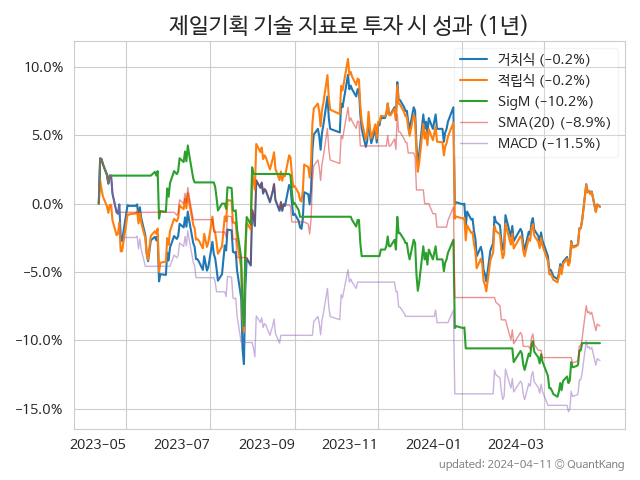 제일기획 기술 지표로 투자 시 성과 (1년)
거치식 (−0.2%)
적립식 (−0.2%)
SigM (−10.2%)
SMA(20) (−8.9%)
MACD (−11.5%)
10.0%
5.0%
0.0%
−5.0%
−10.0%
−15.0%
2023-05 2023-07 2023-09 2023-11 2024-01 2024-03
updated: 2024-04-11 © QuantKang